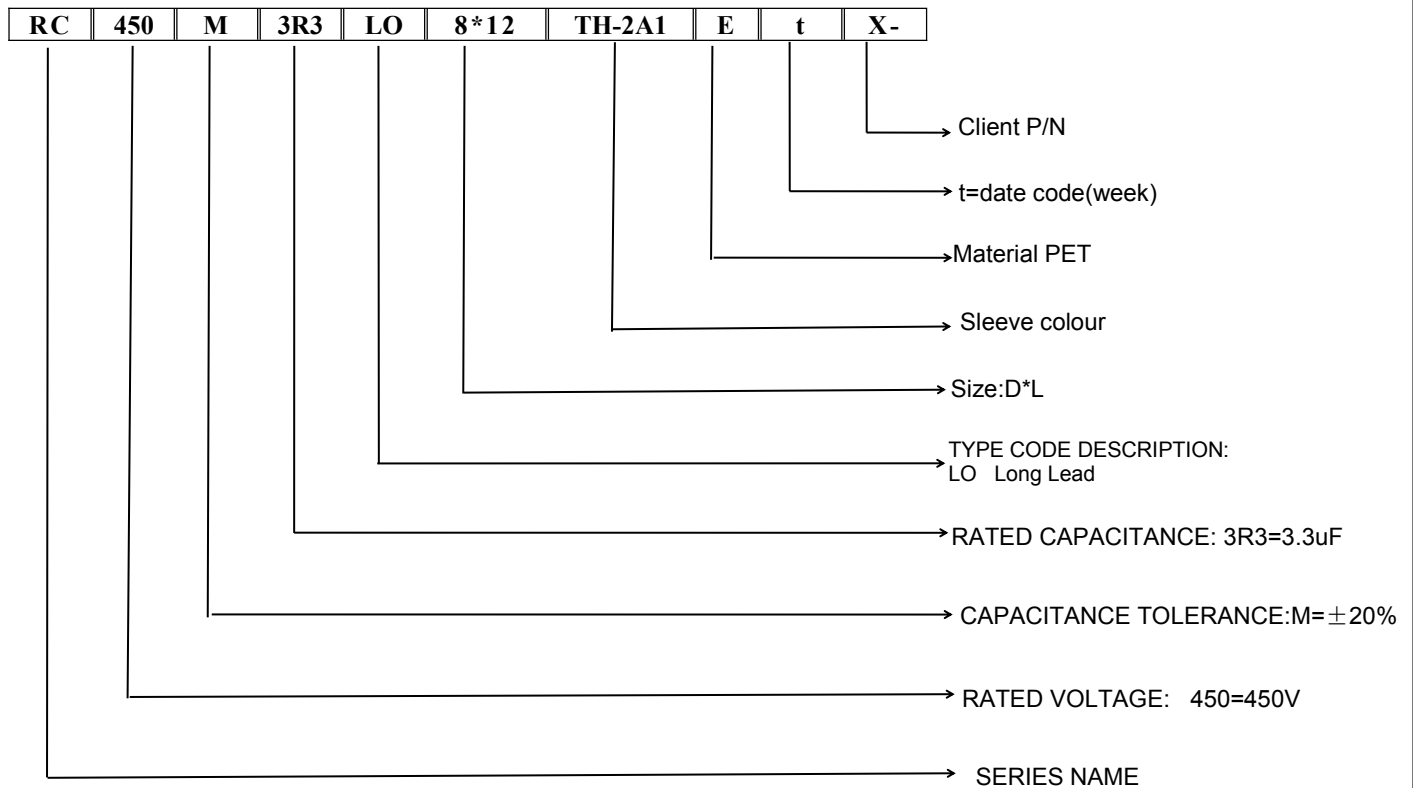 RC 450 M 3R3 LO 8*12 TH-2A1 E t X-
Client P/N
t=date code(week)
Material PET
Sleeve colour
Size:D*L
TYPE CODE DESCRIPTION:
LO Long Lead
RATED CAPACITANCE: 3R3=3.3uF
CAPACITANCE TOLERANCE:M=±20%
RATED VOLTAGE: 450=450V
SERIES NAME